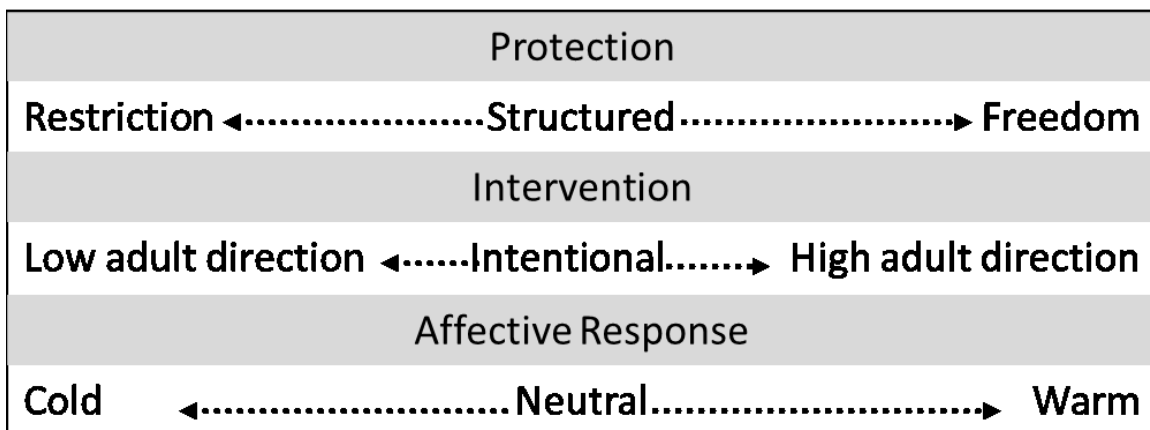 Protection
Restriction Structured Freedom
Intervention
Low adult direction Intentional High adult direction
Affective Response
Cold Neutral Warm